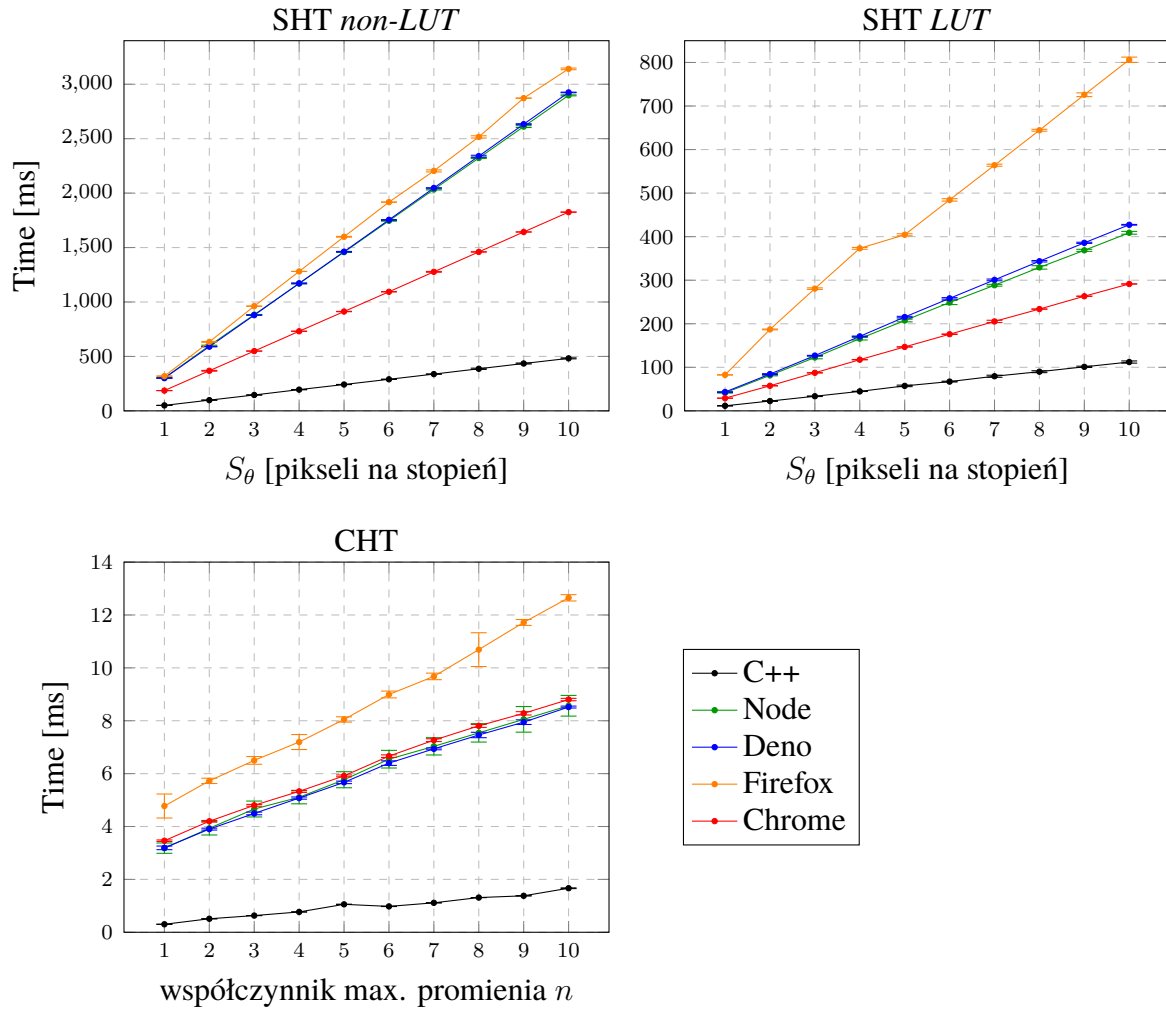 SHT non-LUT
SHT LUT
Time [ms]
3,000
2,500
2,000
1,500
1,000
500
0
1 2 3 4 5 6 7 8 9 10
S_θ [pikseli na stopień]
800
700
600
500
400
300
200
100
0
1 2 3 4 5 6 7 8 9 10
S_θ [pikseli na stopień]
CHT
Time [ms]
14
12
10
8
6
4
2
0
1 2 3 4 5 6 7 8 9 10
współczynnik max. promienia n
C++
Node
Deno
Firefox
Chrome